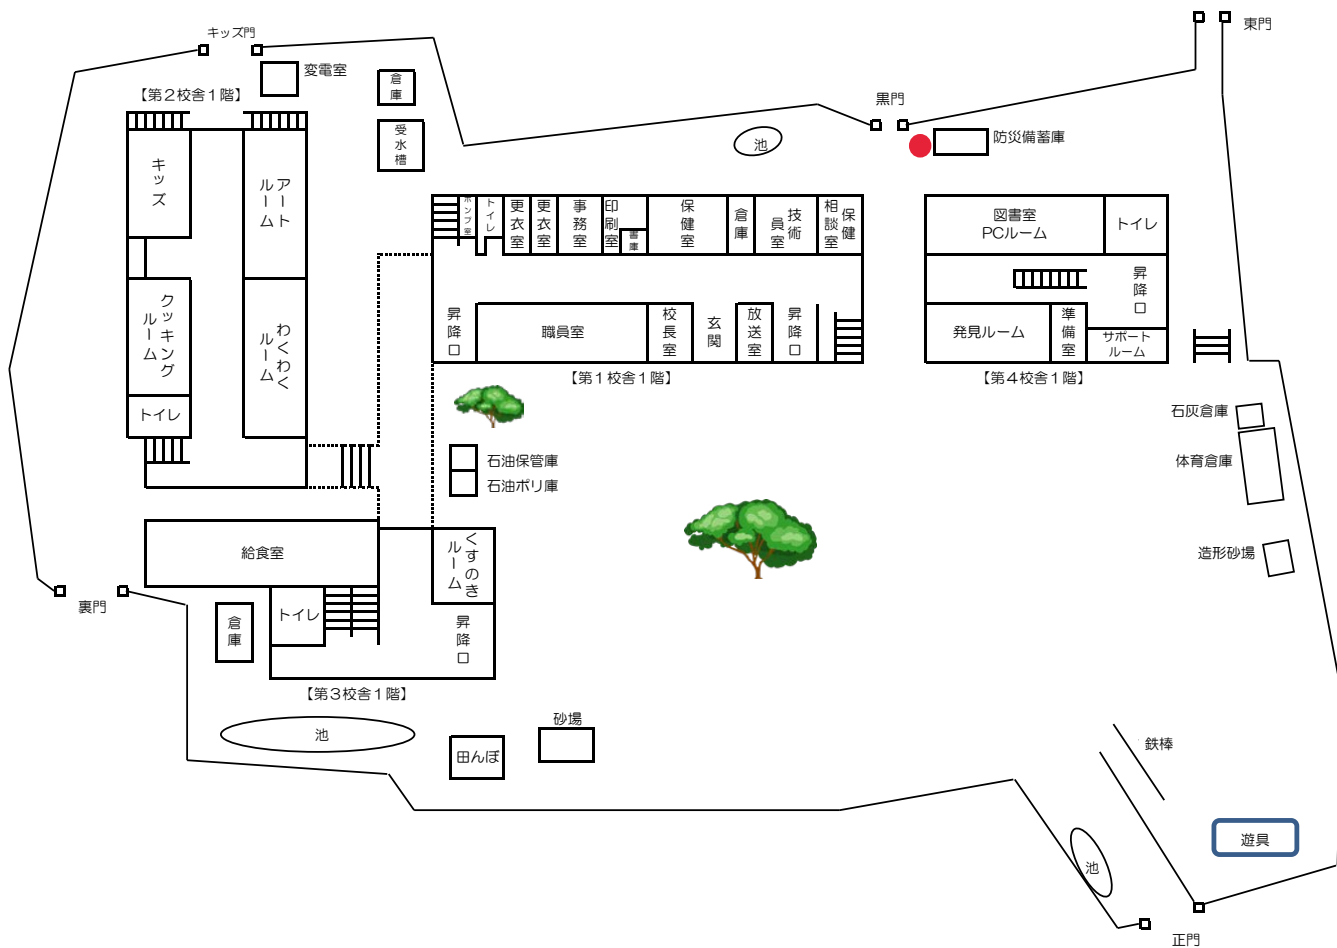 東門
キッズ門
変電室
倉庫
【第2校舎1階】
黒門
受水槽
防災備蓄庫
池
キッズ
アートルーム
ポンプ室
トイレ
更衣室
更衣室
事務室
印刷室
書庫
保健室
倉庫
技術員室
保健相談室
図書室
PCルーム
トイレ
昇降口
クッキングルーム
わくわくルーム
昇降口
職員室
校長室
玄関
放送室
昇降口
発見ルーム
準備室
サポート
ルーム
【第1校舎1階】
【第4校舎1階】
トイレ
石灰倉庫
石油保管庫
体育倉庫
石油ポリ庫
給食室
くすのきルーム
造形砂場
裏門
倉庫
トイレ
昇降口
【第3校舎1階】
池
砂場
田んぼ
鉄棒
遊具
池
正門